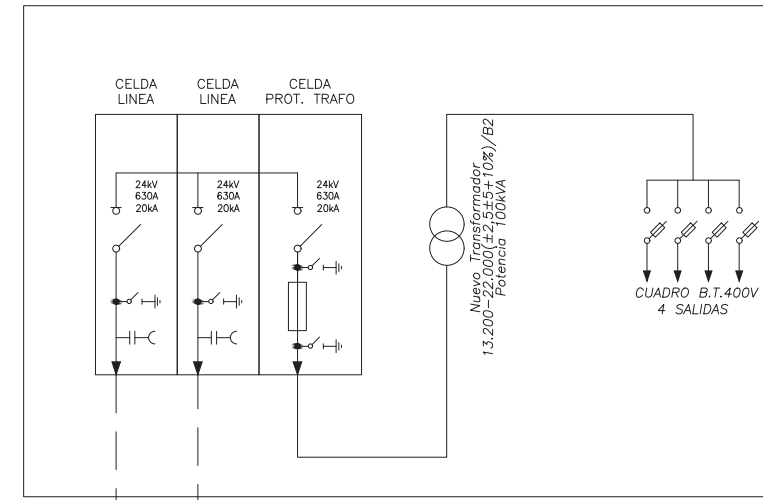 CELDA
LINEA
CELDA
LINEA
CELDA
PROT. TRAFO
24kV
630A
20kA
24kV
630A
20kA
24kV
630A
20kA
Nuevo Transformador
13.200-22.000(±2,5±5+10%)/B2
Potencia 100kVA
CUADRO B.T.400V
4 SALIDAS